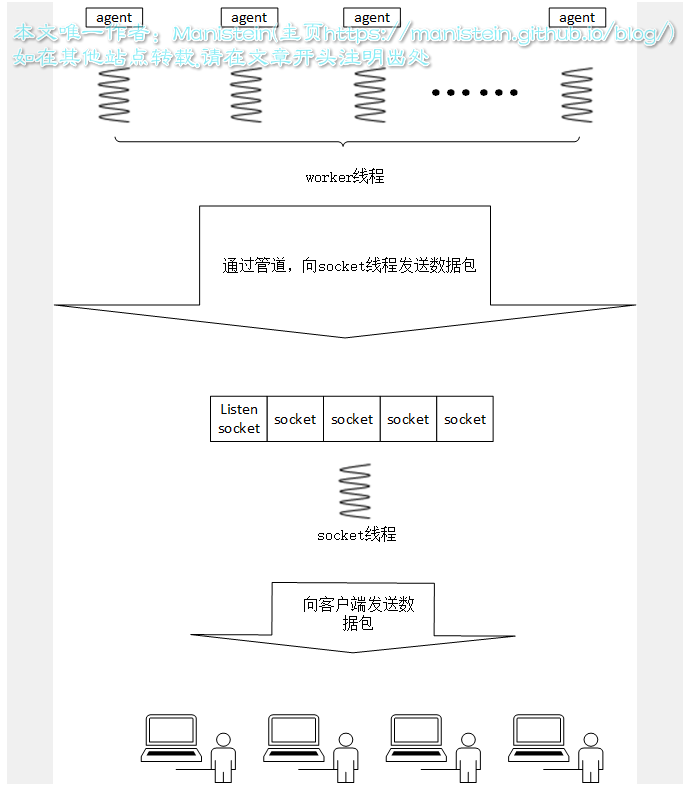 agent agent agent agent
本文唯一作者：Manistein(主页https://manistein.github.io/blog/)
如在其他站点转载,请在文章开头注明出处
worker线程
通过管道，向socket线程发送数据包
Listen
socket socket socket socket socket
socket线程
向客户端发送数
据包